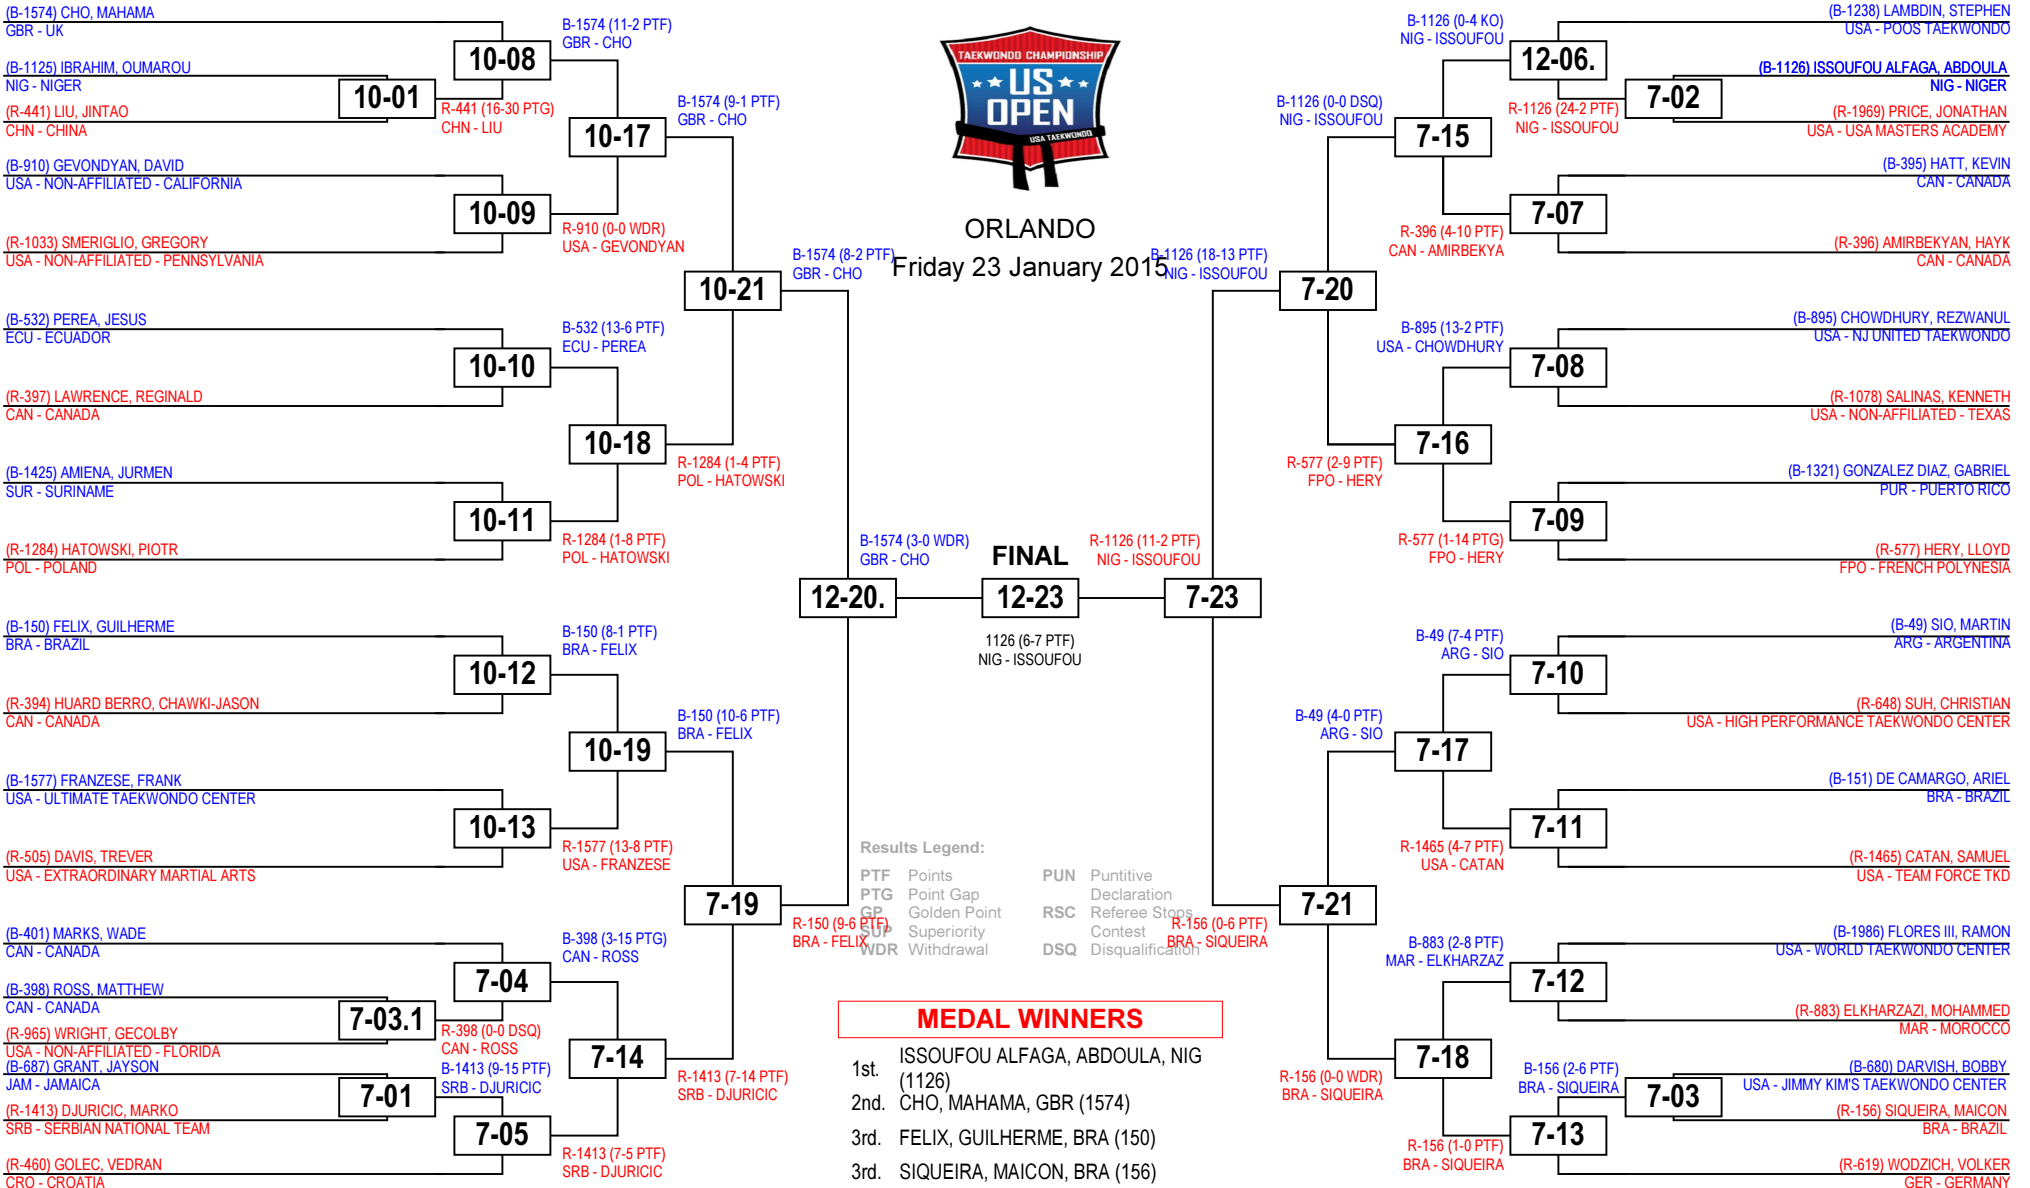 (B-1574) CHO, MAHAMA
GBR - UK
(B-1125) IBRAHIM, OUMAROU
NIG - NIGER
(R-441) LIU, JINTAO
CHN - CHINA
(B-910) GEVONDYAN, DAVID
USA - NON-AFFILIATED - CALIFORNIA
(R-1033) SMERIGLIO, GREGORY
USA - NON-AFFILIATED - PENNSYLVANIA
(B-532) PEREA, JESUS
ECU - ECUADOR
(R-397) LAWRENCE, REGINALD
CAN - CANADA
(B-1425) AMIENA, JURMEN
SUR - SURINAME
(R-1284) HATOWSKI, PIOTR
POL - POLAND
(B-150) FELIX, GUILHERME
BRA - BRAZIL
(R-394) HUARD BERRO, CHAWKI-JASON
CAN - CANADA
(B-1577) FRANZESE, FRANK
USA - ULTIMATE TAEKWONDO CENTER
(R-505) DAVIS, TREVER
USA - EXTRAORDINARY MARTIAL ARTS
(B-401) MARKS, WADE
CAN - CANADA
(B-398) ROSS, MATTHEW
CAN - CANADA
(R-965) WRIGHT, GECOLBY
USA - NON-AFFILIATED - FLORIDA
(B-687) GRANT, JAYSON
JAM - JAMAICA
(R-1413) DJURICIC, MARKO
SRB - SERBIAN NATIONAL TEAM
(R-460) GOLEC, VEDRAN
CRO - CROATIA
10-01
7-03.1
7-01
R-441 (16-30 PTG)
CHN - LIU
R-398 (0-0 DSQ)
CAN - ROSS
B-1413 (9-15 PTF)
SRB - DJURICIC
10-08
10-09
10-10
10-11
10-12
10-13
7-04
7-05
B-1574 (11-2 PTF)
GBR - CHO
R-910 (0-0 WDR)
USA - GEVONDYAN
B-532 (13-6 PTF)
ECU - PEREA
R-1284 (1-8 PTF)
POL - HATOWSKI
B-150 (8-1 PTF)
BRA - FELIX
R-1577 (13-8 PTF)
USA - FRANZESE
B-398 (3-15 PTG)
CAN - ROSS
R-1413 (7-5 PTF)
SRB - DJURICIC
10-17
10-18
10-19
7-14
B-1574 (9-1 PTF)
GBR - CHO
R-1284 (1-4 PTF)
POL - HATOWSKI
B-150 (10-6 PTF)
BRA - FELIX
R-1413 (7-14 PTF)
SRB - DJURICIC
10-21
7-19
B-1574 (8-2 PTF)
GBR - CHO
R-150 (9-6 PTF)
BRA - FELIX
12-20.
B-1574 (3-0 WDR)
GBR - CHO
TAEKWONDO CHAMPIONSHIP
US
OPEN
USA TAEKWONDO
ORLANDO
Friday 23 January 2015
FINAL
12-23
1126 (6-7 PTF)
NIG - ISSOUFOU
Results Legend:
PTF Points
PTG Point Gap
GP Golden Point
SUP Superiority
WDR Withdrawal
PUN Puntitive
Declaration
RSC Referee Stops
Contest
DSQ Disqualification
MEDAL WINNERS
1st. ISSOUFOU ALFAGA, ABDOULA, NIG
(1126)
2nd. CHO, MAHAMA, GBR (1574)
3rd. FELIX, GUILHERME, BRA (150)
3rd. SIQUEIRA, MAICON, BRA (156)
R-1126 (11-2 PTF)
NIG - ISSOUFOU
7-23
B-1126 (18-13 PTF)
NIG - ISSOUFOU
R-156 (0-6 PTF)
BRA - SIQUEIRA
7-20
7-21
B-1126 (0-0 DSQ)
NIG - ISSOUFOU
R-577 (2-9 PTF)
FPO - HERY
B-49 (4-0 PTF)
ARG - SIO
R-156 (0-0 WDR)
BRA - SIQUEIRA
7-15
7-16
7-17
7-18
B-1126 (0-4 KO)
NIG - ISSOUFOU
R-396 (4-10 PTF)
CAN - AMIRBEKYA
B-895 (13-2 PTF)
USA - CHOWDHURY
R-577 (1-14 PTG)
FPO - HERY
B-49 (7-4 PTF)
ARG - SIO
R-1465 (4-7 PTF)
USA - CATAN
B-883 (2-8 PTF)
MAR - ELKHARZAZ
R-156 (1-0 PTF)
BRA - SIQUEIRA
12-06.
7-07
7-08
7-09
7-10
7-11
7-12
7-13
R-1126 (24-2 PTF)
NIG - ISSOUFOU
B-156 (2-6 PTF)
BRA - SIQUEIRA
7-02
7-03
(B-1238) LAMBDIN, STEPHEN
USA - POOS TAEKWONDO
(B-1126) ISSOUFOU ALFAGA, ABDOULA
NIG - NIGER
(R-1969) PRICE, JONATHAN
USA - USA MASTERS ACADEMY
(B-395) HATT, KEVIN
CAN - CANADA
(R-396) AMIRBEKYAN, HAYK
CAN - CANADA
(B-895) CHOWDHURY, REZWANUL
USA - NJ UNITED TAEKWONDO
(R-1078) SALINAS, KENNETH
USA - NON-AFFILIATED - TEXAS
(B-1321) GONZALEZ DIAZ, GABRIEL
PUR - PUERTO RICO
(R-577) HERY, LLOYD
FPO - FRENCH POLYNESIA
(B-49) SIO, MARTIN
ARG - ARGENTINA
(R-648) SUH, CHRISTIAN
USA - HIGH PERFORMANCE TAEKWONDO CENTER
(B-151) DE CAMARGO, ARIEL
BRA - BRAZIL
(R-1465) CATAN, SAMUEL
USA - TEAM FORCE TKD
(B-1986) FLORES III, RAMON
USA - WORLD TAEKWONDO CENTER
(R-883) ELKHARZAZI, MOHAMMED
MAR - MOROCCO
(B-680) DARVISH, BOBBY
USA - JIMMY KIM'S TAEKWONDO CENTER
(R-156) SIQUEIRA, MAICON
BRA - BRAZIL
(R-619) WODZICH, VOLKER
GER - GERMANY